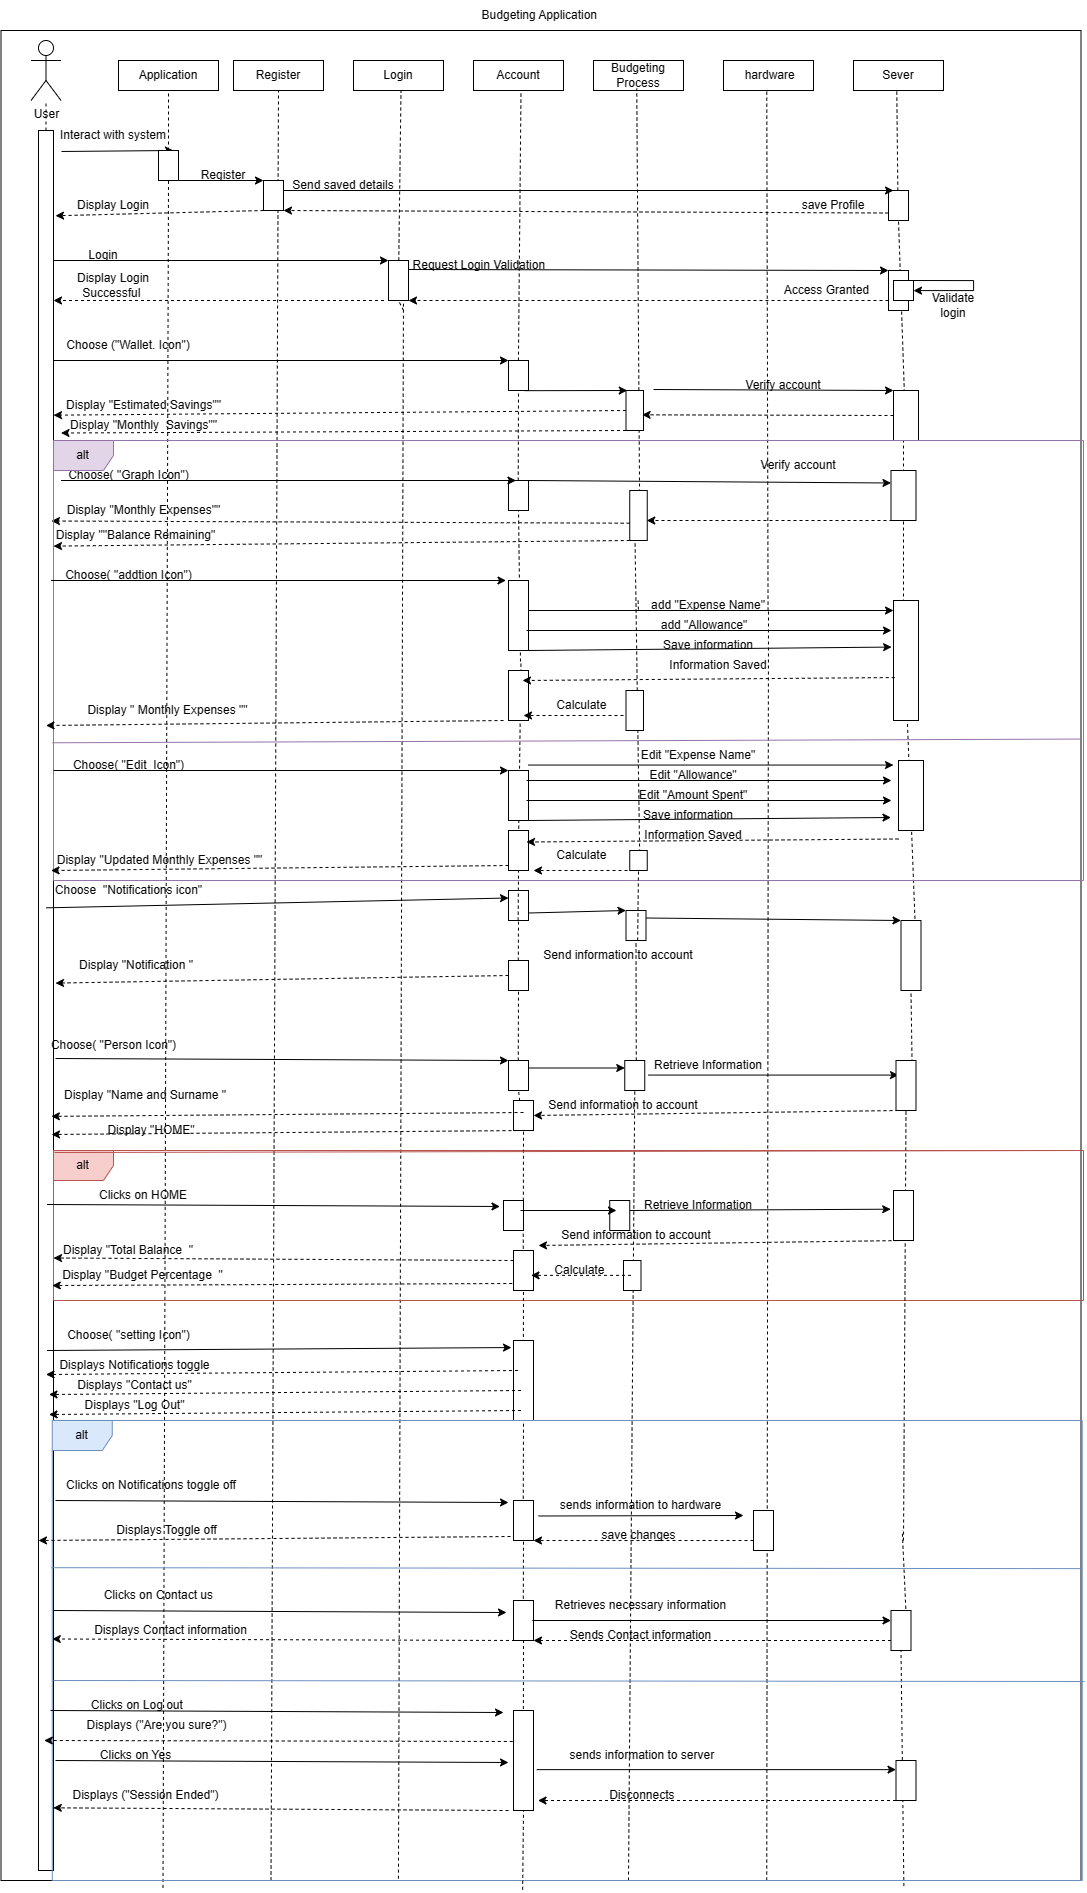 Budgeting Application
Application
Register
Login
Account
Budgeting
Process
hardware
Sever
User
Interact with system
Register
Send saved details
Display Login
save Profile
Login
Request Login Validation
Display Login
Successful
Access Granted
Validate
login
Choose ("Wallet. Icon")
Verify account
Display "Estimated Savings""
Display "Monthly  Savings""
alt
Verify account
Choose( "Graph Icon")
Display "Monthly Expenses""
Display ""Balance Remaining"
Choose( "addtion Icon")
add "Expense Name"
add "Allowance"
Save information
Information Saved
Calculate
Display " Monthly Expenses ""
Edit "Expense Name"
Choose( "Edit  Icon")
Edit "Allowance"
Edit "Amount Spent"
Save information
Information Saved
Calculate
Display "Updated Monthly Expenses ""
Choose  "Notifications icon"
Send information to account
Display "Notification "
Choose( "Person Icon")
Retrieve Information
Display "Name and Surname "
Send information to account
Display "HOME"
alt
Clicks on HOME
Retrieve Information
Send information to account
Display "Total Balance  "
Calculate
Display "Budget Percentage  "
Choose( "setting Icon")
Displays Notifications toggle
Displays "Contact us"
Displays "Log Out"
alt
Clicks on Notifications toggle off
sends information to hardware
Displays Toggle off
save changes
Clicks on Contact us
Retrieves necessary information
Displays Contact information
Sends Contact information
Clicks on Log out
Displays ("Are you sure?")
Clicks on Yes
sends information to server
Displays ("Session Ended")
Disconnects